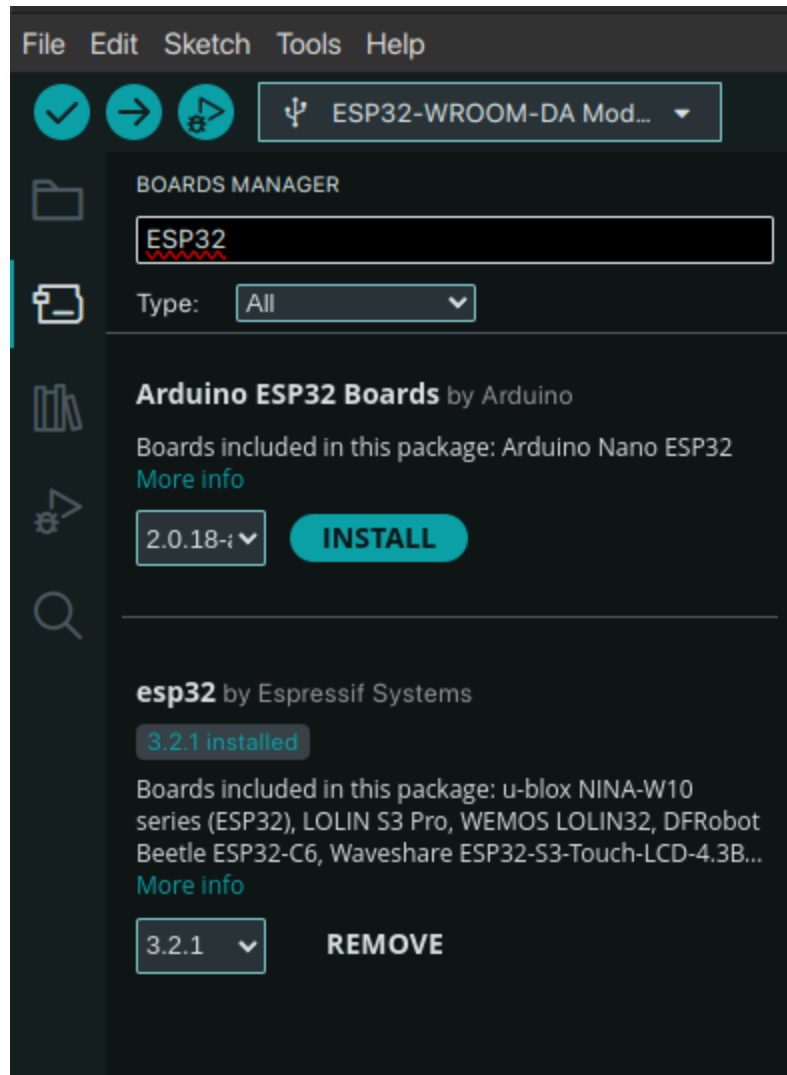 File Edit Sketch Tools Help
ESP32-WROOM-DA Mod...
BOARDS MANAGER
ESP32
Type: All
Arduino ESP32 Boards by Arduino
Boards included in this package: Arduino Nano ESP32
More info
2.0.18-a INSTALL
esp32 by Espressif Systems
3.2.1 installed
Boards included in this package: u-blox NINA-W10
series (ESP32), LOLIN S3 Pro, WEMOS LOLIN32, DFRobot
Beetle ESP32-C6, Waveshare ESP32-S3-Touch-LCD-4.3B...
More info
3.2.1 REMOVE